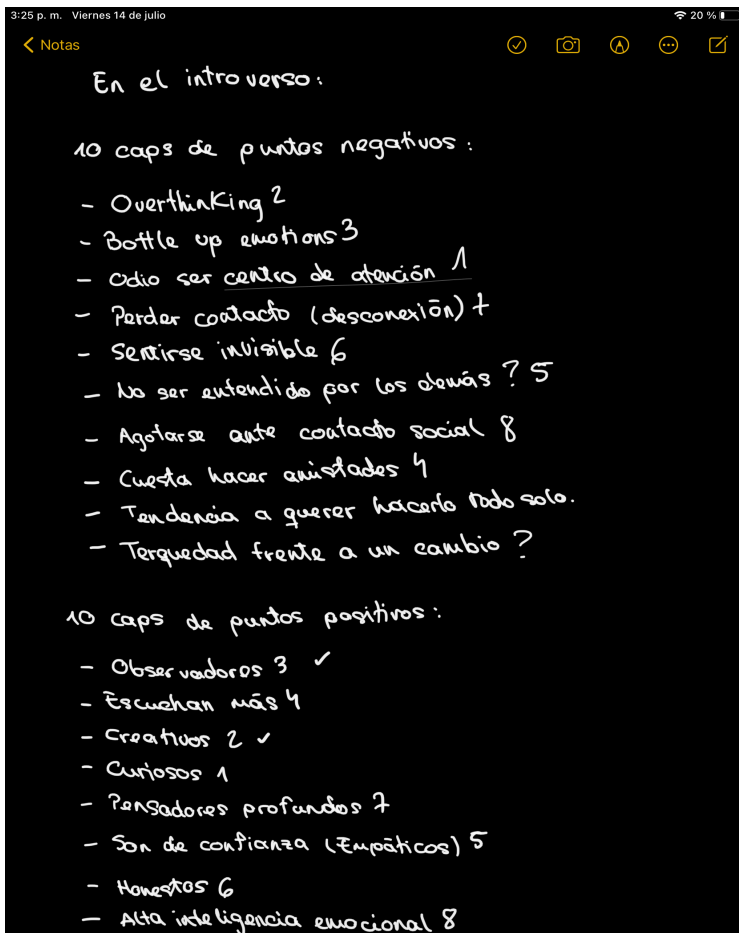 3:25 p. m. Viernes 14 de julio 20 %
Notas
En el introverso:
10 caps de puntos negativos:
- Overthinking 2
- Bottle up emotions 3
- Odio ser centro de atención 1
- Perder contacto (desconexión) 7
- Sentirse invisible 6
- No ser entendido por los demás ? 5
- Agotarse ante contacto social 8
- Cuesta hacer amistades 4
- Tendencia a querer hacerlo todo solo.
- Terquedad frente a un cambio ?
10 caps de puntos positivos:
- Observadores 3 ✓
- Escuchan más 4
- Creativos 2 ✓
- Curiosos 1
- Pensadores profundos 7
- Son de confianza (Empáticos) 5
- Honestos 6
- Alta inteligencia emocional 8